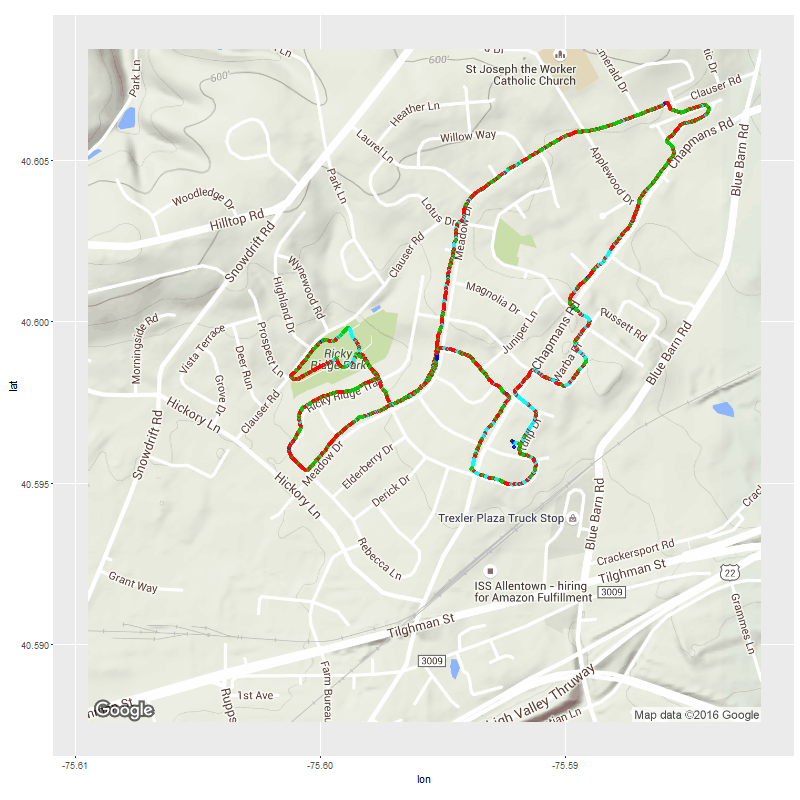 Ln
St Joseph the Worker
Catholic Church
Emerald Dr
Clauser Rd
Park Ln
600'
600'
Heather Ln
Willow Way
Laurel Ln
Chapmans Rd
Blue Barn Rd
40.605
Applewood Dr
Park Ln
Woodledge Dr
Lotus Dr
Hilltop Rd
Meadow Dr
Snowdrift Rd
Clauser Rd
Wynewood Rd
Highland Dr
Magnolia Dr
Russett Rd
40.600
Morningside Rd
Vista Terrace
Prospect Ln
Juniper Ln
Chapmans Rd
Blue Barn Rd
Ricky
Ridge Park
Deer Run
Warba
lat
Grove Dr
Clauser Rd
Ricky Ridge Tra
Hickory Ln
Snowdrift Rd
Tulip Dr
Meadow Dr
Elderberry Dr
40.595
Hickory Ln
Derick Dr
Trexler Plaza Truck Stop
Blue Barn Rd
Rebecca Ln
Crackersport Rd
Tilghman St
22
Grant Way
ISS Allentown - hiring
for Amazon Fulfillment
3009
Grammes Ln
Tilghman St
40.590
3009
1st Ave
Rupps
Farm Bureau
high Valley Thruway
Google
Map data ©2016 Google
-75.61
-75.60
-75.59
lon